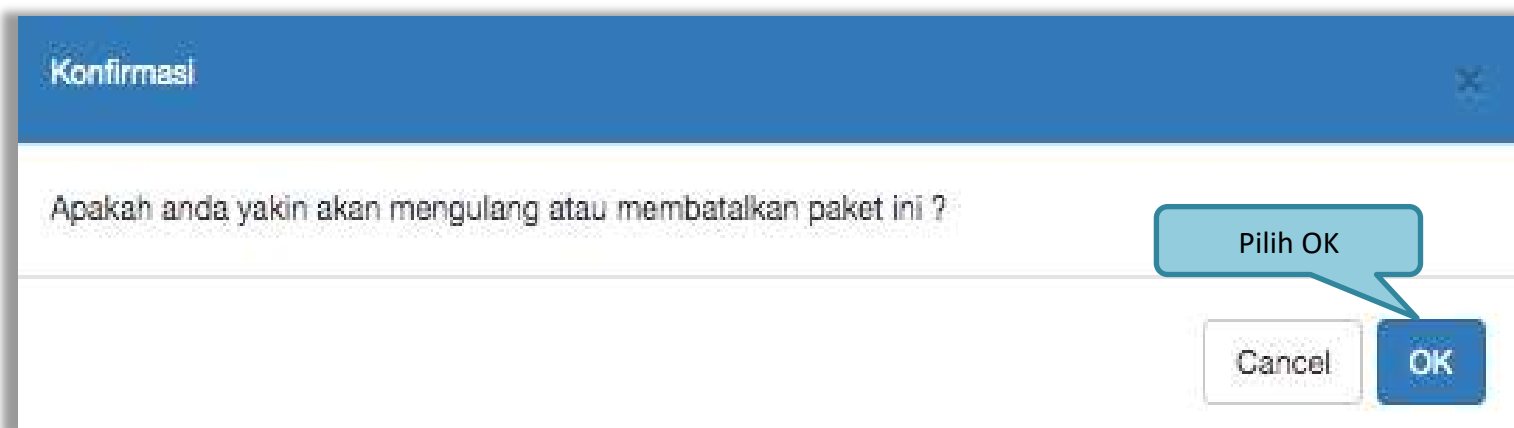 Konfirmasi
×
Apakah anda yakin akan mengulang atau membatalkan paket ini ?
Pilih OK
Cancel
OK